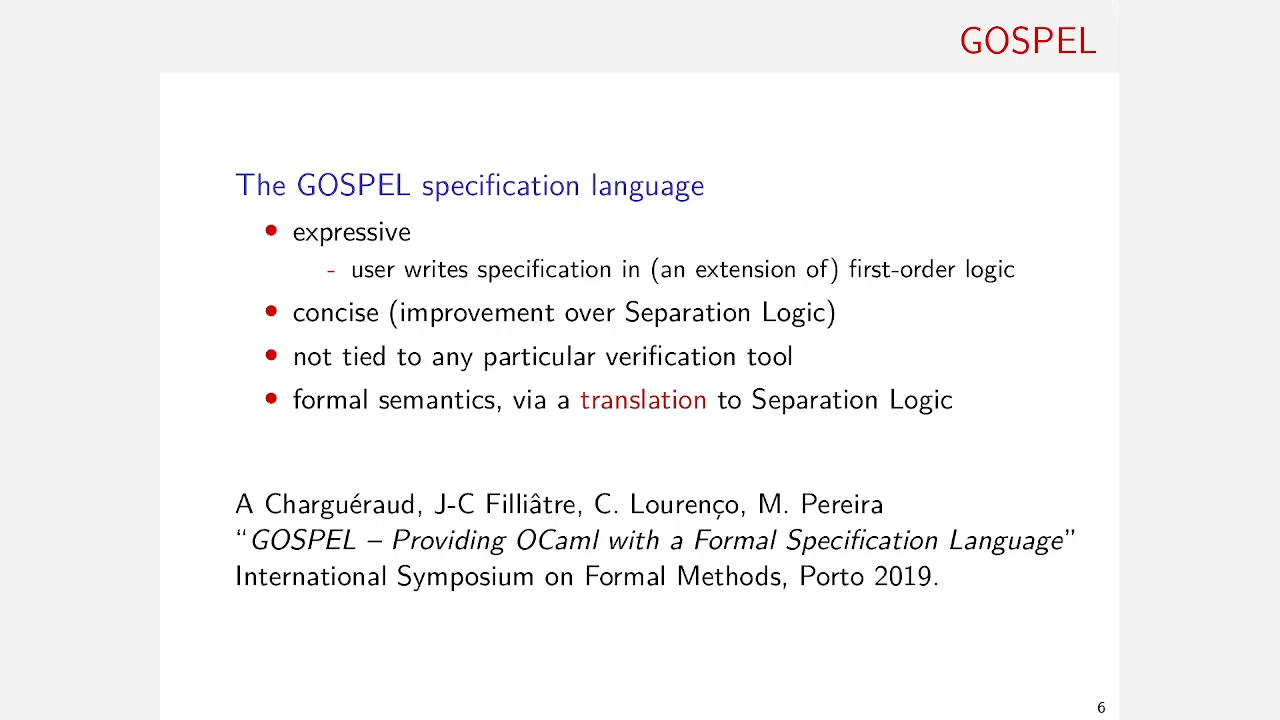 GOSPEL
The GOSPEL specification language
• expressive
- user writes specification in (an extension of) first-order logic
• concise (improvement over Separation Logic)
• not tied to any particular verification tool
• formal semantics, via a translation to Separation Logic
A Charguéraud, J-C Filliâtre, C. Lourenço, M. Pereira
“GOSPEL – Providing OCaml with a Formal Specification Language”
International Symposium on Formal Methods, Porto 2019.
6